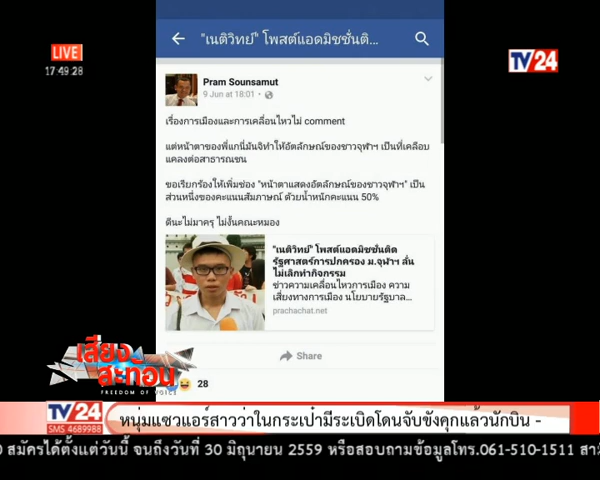 LIVE
17:49:28
"เนติวิทย์" โพสต์แอดมิชชั่นติ...
TV24
Pram Sounsamut
9 Jun at 18:01
เรื่องการเมืองและการเคลื่อนไหวไม่ comment
แต่หน้าตาของพี่แกนี่มันจิทำให้อัตลักษณ์ของชาวจุฬาฯ เป็นที่เคลือบ
แคลงต่อสาธารณชน
ขอเรียกร้องให้เพิ่มช่อง "หน้าตาแสดงอัตลักษณ์ของชาวจุฬาฯ" เป็น
ส่วนหนึ่งของคะแนนสัมภาษณ์ ด้วยน้ำหนักคะแนน 50%
ดีนะไม่มาครุ ไม่งั้นคณะหมอง
"เนติวิทย์" โพสต์แอดมิชชั่นติด
รัฐศาสตร์การปกครอง ม.จุฬาฯ ลั่น
ไม่เลิกทำกิจกรรม
ข่าวความเคลื่อนไหวการเมือง ความ
เสี่ยงทางการเมือง นโยบายรัฐบาล...
prachachat.net
Share
28
เสียง
สะท้อน
FREEDOM OF VOICE
TV24
SMS 4689988
หนุ่มแซวแอร์สาวว่าในกระเป๋ามีระเบิดโดนจับขังคุกแล้วนักบิน -
0 สมัครได้ตั้งแต่วันนี้ จนถึงวันที่ 30 มิถุนายน 2559 หรือสอบถามข้อมูลโทร.061-510-1511